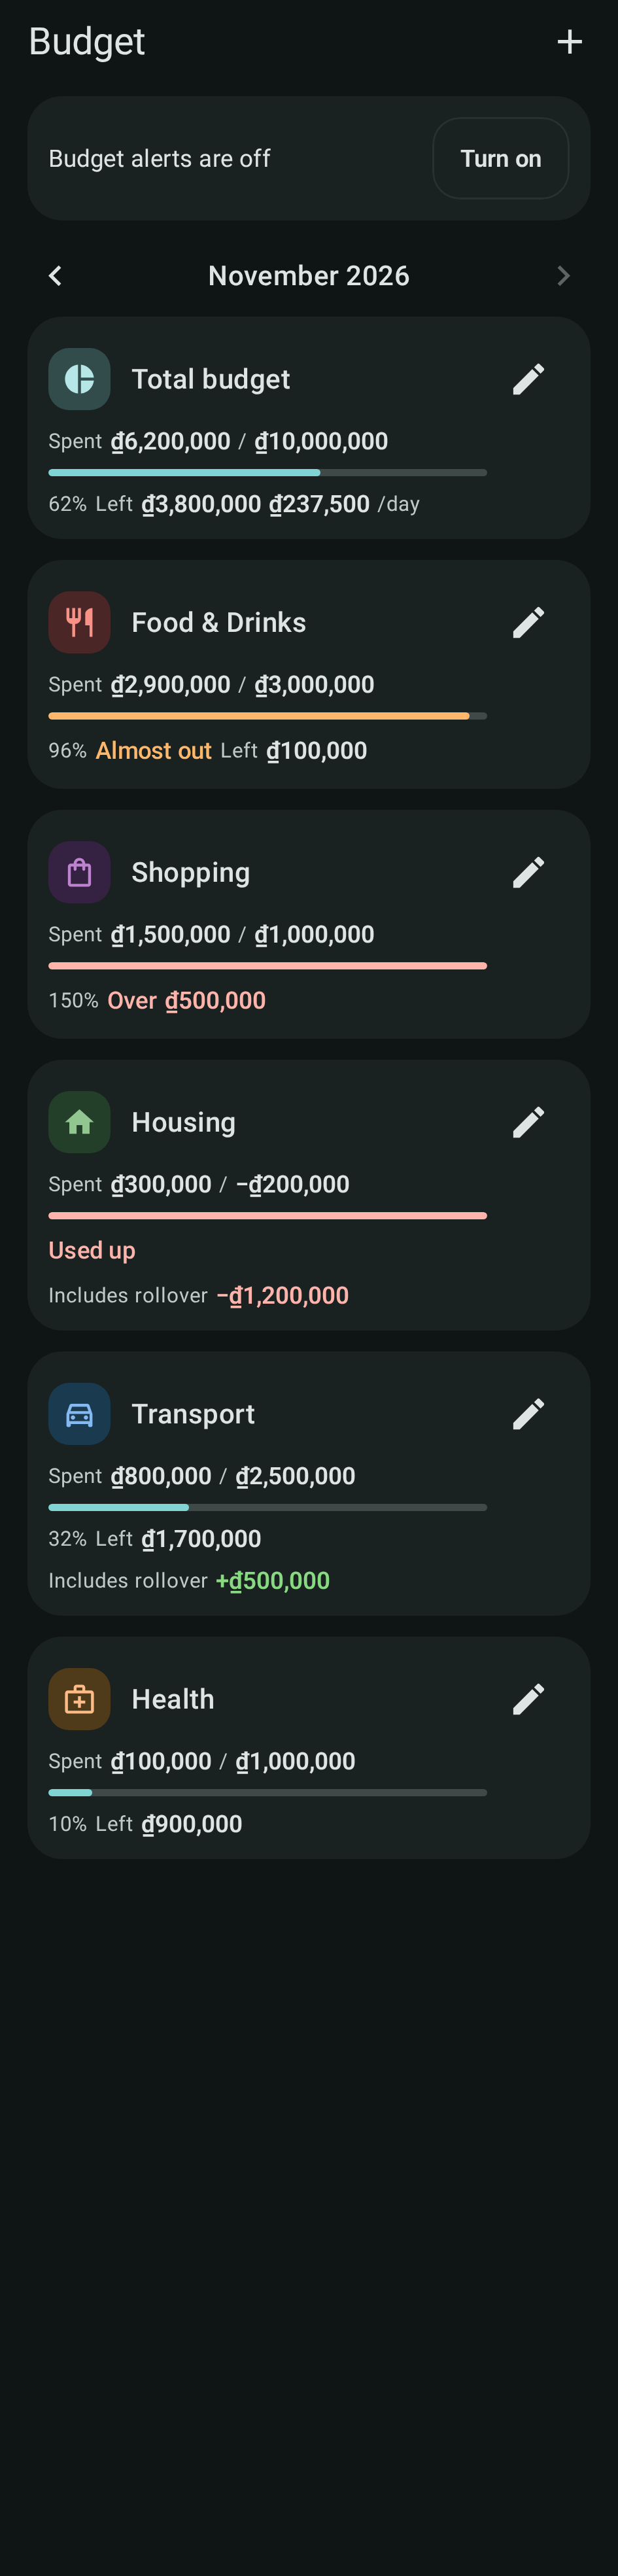 Budget
Budget alerts are off
Turn on
November 2026
Total budget
Spent ₫6,200,000 / ₫10,000,000
62% Left ₫3,800,000 ₫237,500 /day
Food & Drinks
Spent ₫2,900,000 / ₫3,000,000
96% Almost out Left ₫100,000
Shopping
Spent ₫1,500,000 / ₫1,000,000
150% Over ₫500,000
Housing
Spent ₫300,000 / −₫200,000
Used up
Includes rollover −₫1,200,000
Transport
Spent ₫800,000 / ₫2,500,000
32% Left ₫1,700,000
Includes rollover +₫500,000
Health
Spent ₫100,000 / ₫1,000,000
10% Left ₫900,000